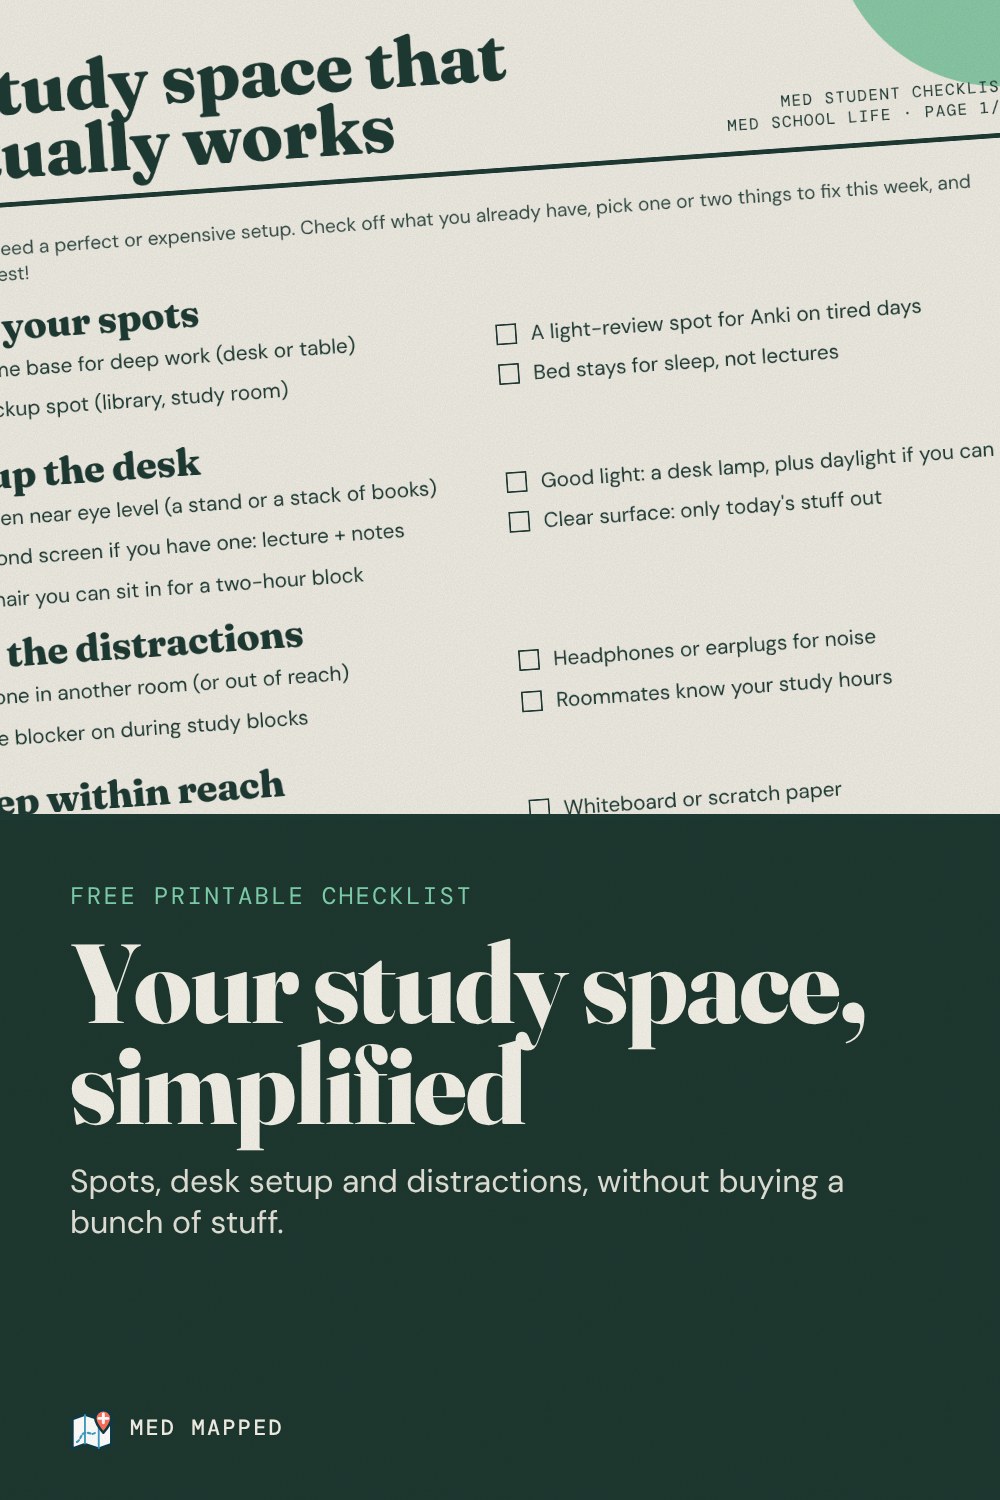 tudy space that
ually works
MED STUDENT CHECKLIS
MED SCHOOL LIFE · PAGE 1/
eed a perfect or expensive setup. Check off what you already have, pick one or two things to fix this week, and
est!
your spots
ne base for deep work (desk or table)
ckup spot (library, study room)
A light-review spot for Anki on tired days
Bed stays for sleep, not lectures
up the desk
en near eye level (a stand or a stack of books)
ond screen if you have one: lecture + notes
hair you can sit in for a two-hour block
Good light: a desk lamp, plus daylight if you can
Clear surface: only today's stuff out
the distractions
one in another room (or out of reach)
e blocker on during study blocks
Headphones or earplugs for noise
Roommates know your study hours
ep within reach
Whiteboard or scratch paper
FREE PRINTABLE CHECKLIST
Your study space,
simplified
Spots, desk setup and distractions, without buying a
bunch of stuff.
MED MAPPED